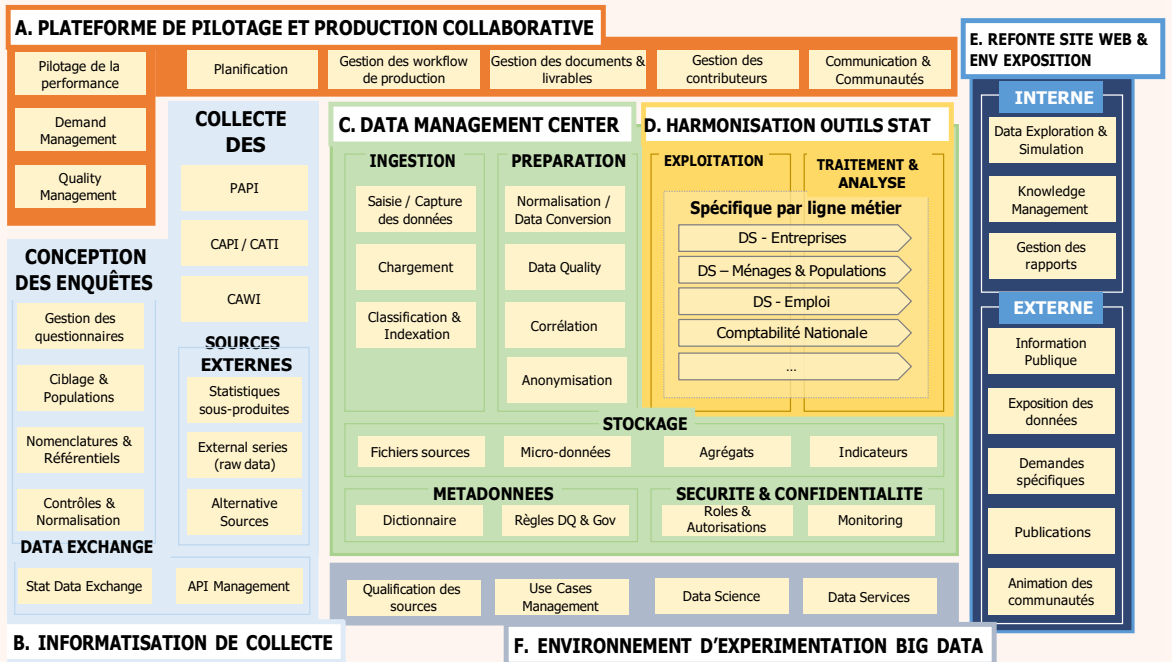 A. PLATEFORME DE PILOTAGE ET PRODUCTION COLLABORATIVE
Pilotage de la
performance
Planification
Gestion des workflow
de production
Gestion des documents &
livrables
Gestion des
contributeurs
Communication &
Communautés
Demand
Management
Quality
Management
CONCEPTION
DES ENQUÊTES
Gestion des
questionnaires
Ciblage &
Populations
Nomenclatures &
Référentiels
Contrôles &
Normalisation
COLLECTE
DES
PAPI
CAPI / CATI
CAWI
SOURCES
EXTERNES
Statistiques
sous-produites
External series
(raw data)
Alternative
Sources
DATA EXCHANGE
Stat Data Exchange
API Management
B. INFORMATISATION DE COLLECTE
C. DATA MANAGEMENT CENTER
INGESTION
Saisie / Capture
des données
Chargement
Classification &
Indexation
PREPARATION
Normalisation /
Data Conversion
Data Quality
Corrélation
Anonymisation
D. HARMONISATION OUTILS STAT
EXPLOITATION
TRAITEMENT &
ANALYSE
Spécifique par ligne métier
DS - Entreprises
DS – Ménages & Populations
DS - Emploi
Comptabilité Nationale
...
STOCKAGE
Fichiers sources
Micro-données
Agrégats
Indicateurs
METADONNEES
Dictionnaire
Règles DQ & Gov
SECURITE & CONFIDENTIALITE
Roles &
Autorisations
Monitoring
Qualification des
sources
Use Cases
Management
Data Science
Data Services
F. ENVIRONNEMENT D'EXPERIMENTATION BIG DATA
E. REFONTE SITE WEB &
ENV EXPOSITION
INTERNE
Data Exploration &
Simulation
Knowledge
Management
Gestion des
rapports
EXTERNE
Information
Publique
Exposition des
données
Demandes
spécifiques
Publications
Animation des
communautés